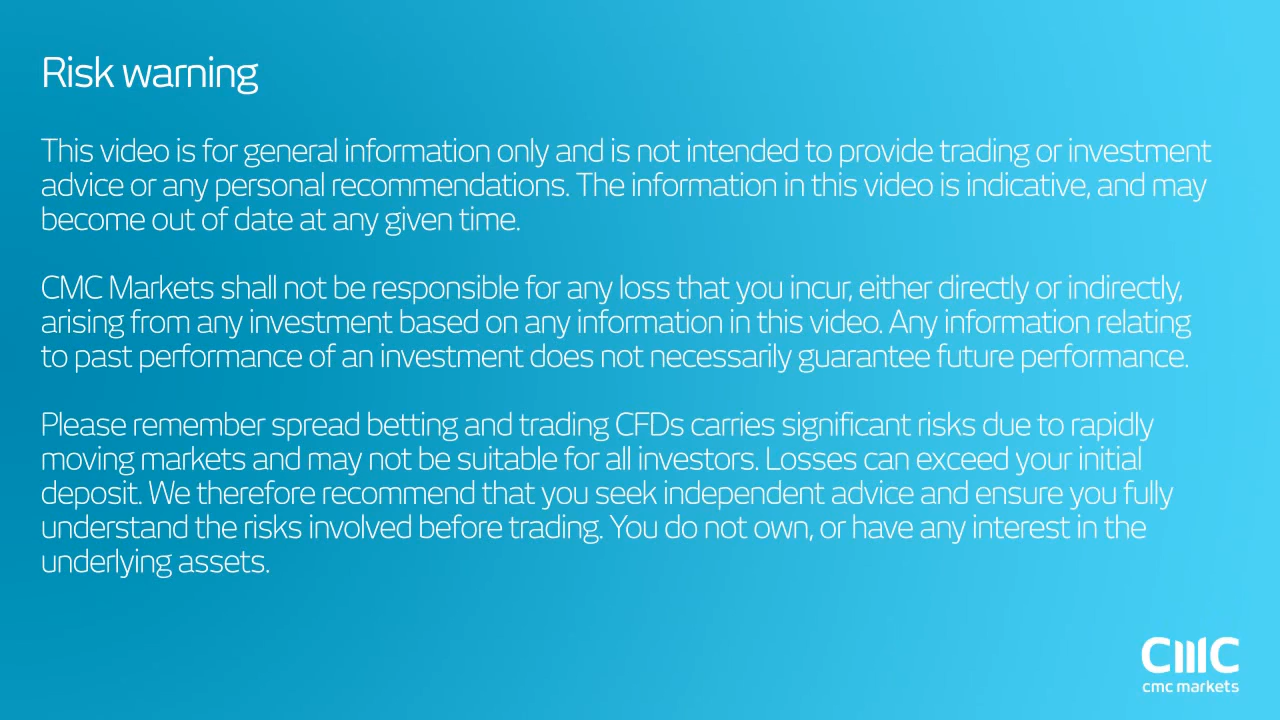 Risk warning
This video is for general information only and is not intended to provide trading or investment
advice or any personal recommendations. The information in this video is indicative, and may
become out of date at any given time.
CMC Markets shall not be responsible for any loss that you incur, either directly or indirectly,
arising from any investment based on any information in this video. Any information relating
to past performance of an investment does not necessarily guarantee future performance.
Please remember spread betting and trading CFDs carries significant risks due to rapidly
moving markets and may not be suitable for all investors. Losses can exceed your initial
deposit. We therefore recommend that you seek independent advice and ensure you fully
understand the risks involved before trading. You do not own, or have any interest in the
underlying assets.
CMC
cmc markets